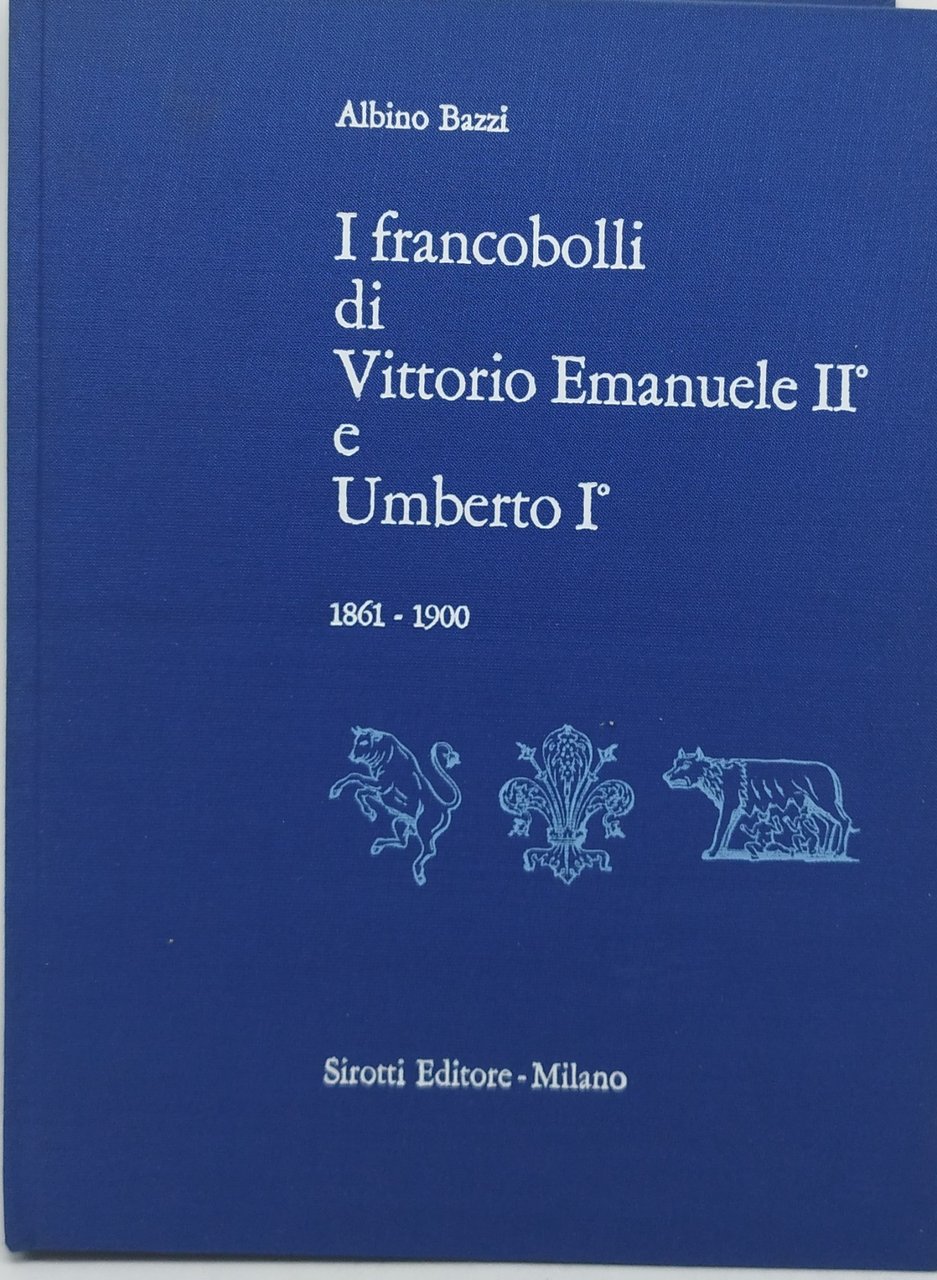 Albino Bazzi
I francobolli
di
Vittorio Emanuele II°
e
Umberto I°
1861 - 1900
Sirotti Editore - Milano